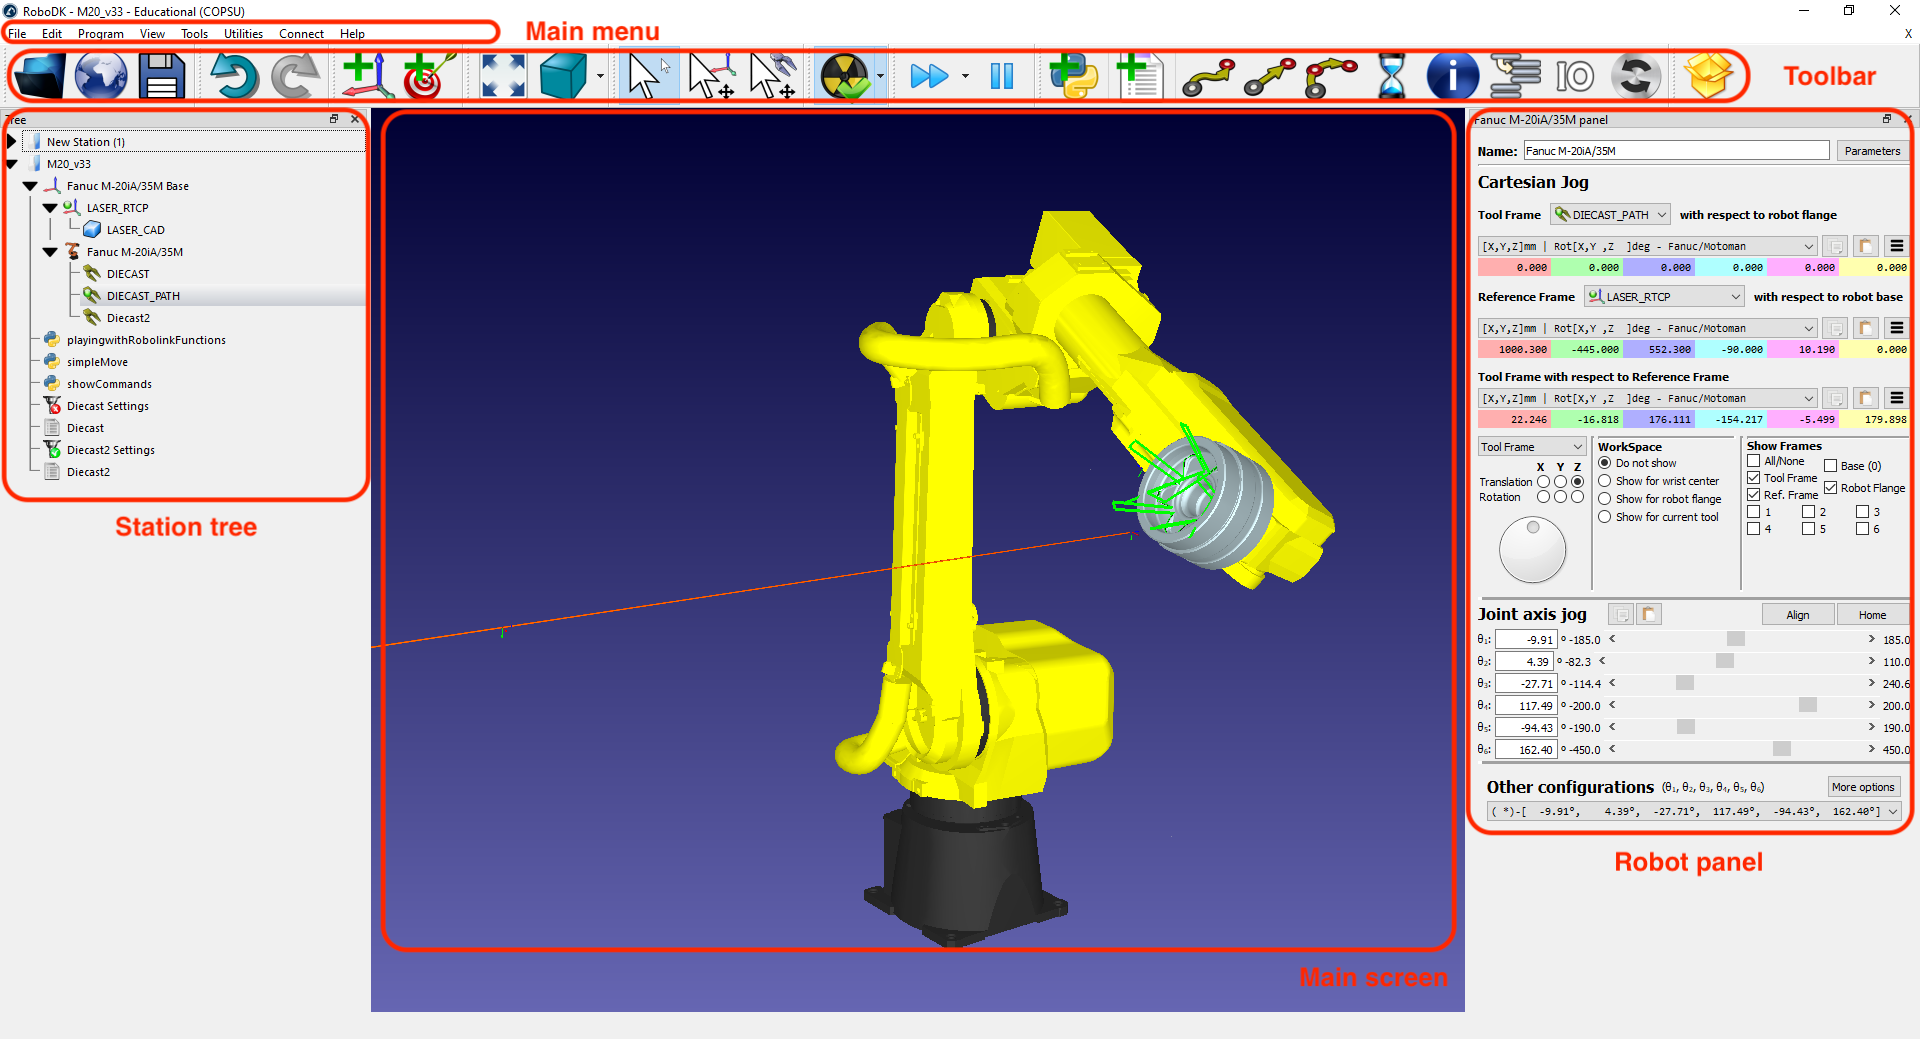 RoboDK - M20_v33 - Educational (COPSU)
File Edit Program View Tools Utilities Connect Help
Main menu
X
IO
Toolbar
Tree
New Station (1)
M20_v33
Fanuc M-20iA/35M Base
LASER_RTCP
LASER_CAD
Fanuc M-20iA/35M
DIECAST
DIECAST_PATH
Diecast2
playingwithRobolinkFunctions
simpleMove
showCommands
Diecast Settings
Diecast
Diecast2 Settings
Diecast2
Station tree
Main screen
Fanuc M-20iA/35M panel
Name: Fanuc M-20iA/35M Parameters
Cartesian Jog
Tool Frame DIECAST_PATH with respect to robot flange
[X,Y,Z]mm | Rot[X,Y ,Z ]deg - Fanuc/Motoman
0.000 0.000 0.000 0.000 0.000 0.000
Reference Frame LASER_RTCP with respect to robot base
[X,Y,Z]mm | Rot[X,Y ,Z ]deg - Fanuc/Motoman
1000.300 -445.000 552.300 -90.000 10.190 0.000
Tool Frame with respect to Reference Frame
[X,Y,Z]mm | Rot[X,Y ,Z ]deg - Fanuc/Motoman
22.246 -16.818 176.111 -154.217 -5.499 179.898
Tool Frame
X Y Z
Translation
Rotation
WorkSpace
Do not show
Show for wrist center
Show for robot flange
Show for current tool
Show Frames
All/None Base (0)
Tool Frame
Ref. Frame Robot Flange
1 2 3
4 5 6
Joint axis jog Align Home
θ₁: -9.91 º -185.0 < > 185.0
θ₂: 4.39 º -82.3 < > 110.0
θ₃: -27.71 º -114.4 < > 240.6
θ₄: 117.49 º -200.0 < > 200.0
θ₅: -94.43 º -190.0 < > 190.0
θ₆: 162.40 º -450.0 < > 450.0
Other configurations (θ₁, θ₂, θ₃, θ₄, θ₅, θ₆) More options
( *)-[ -9.91°, 4.39°, -27.71°, 117.49°, -94.43°, 162.40°]
Robot panel